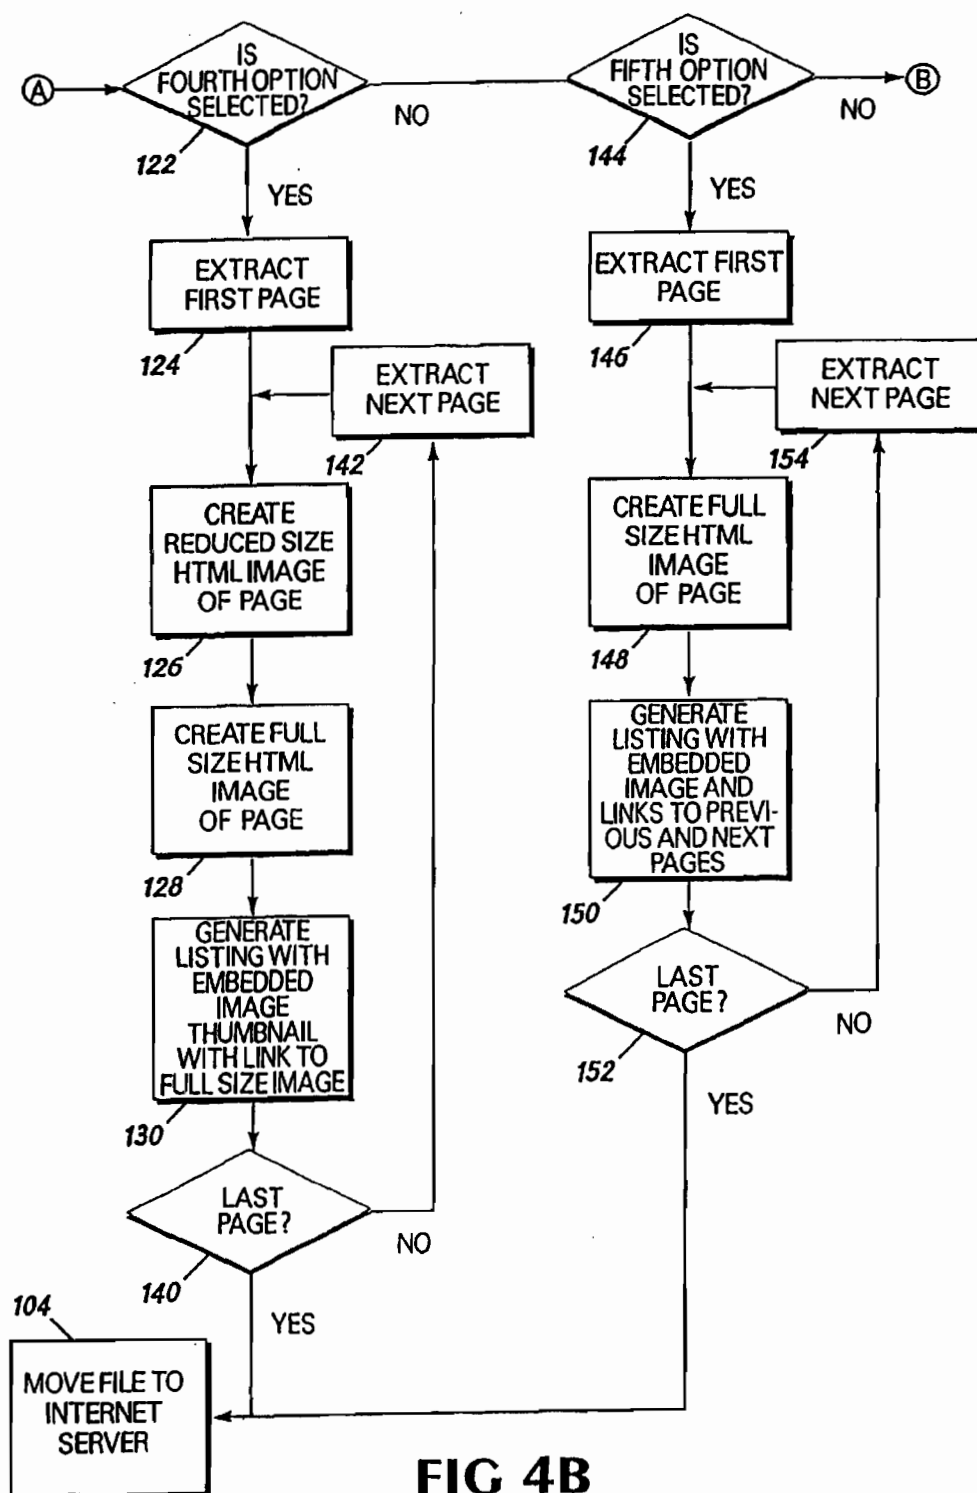 IS
FOURTH OPTION
SELECTED?
A
NO
122
YES
IS
FIFTH OPTION
SELECTED?
B
NO
144
YES
EXTRACT
FIRST PAGE
124
EXTRACT
NEXT PAGE
142
CREATE
REDUCED SIZE
HTML IMAGE
OF PAGE
126
CREATE FULL
SIZE HTML
IMAGE
OF PAGE
128
GENERATE
LISTING WITH
EMBEDDED
IMAGE
THUMBNAIL
WITH LINK TO
FULL SIZE IMAGE
130
LAST
PAGE?
NO
140
YES
104
MOVE FILE TO
INTERNET
SERVER
EXTRACT FIRST
PAGE
146
EXTRACT
NEXT PAGE
154
CREATE FULL
SIZE HTML
IMAGE
OF PAGE
148
GENERATE
LISTING WITH
EMBEDDED
IMAGE AND
LINKS TO PREVI-
OUS AND NEXT
PAGES
150
LAST
PAGE?
NO
152
YES
FIG 4B